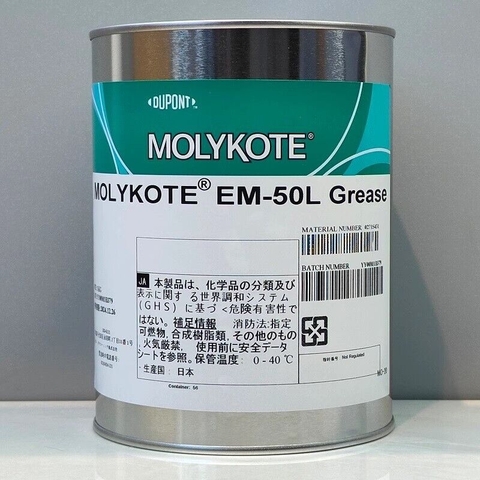 DUPONT
MOLYKOTE®
MOLYKOTE® EM-50L Grease
MATERIAL NUMBER
BATCH NUMBER
JA 本製品は、化学品の分類及び
表示に関する世界調和システム
(GHS) に基づ<危険有害性で
はない。補足情報 消防法:指定
可燃物,合成樹脂類,その他のもの
,火気厳禁, 使用前に安全データ
シートを参照。保管温度: 0-40℃
・生産国: 日本
Not Regulated
Container: 56